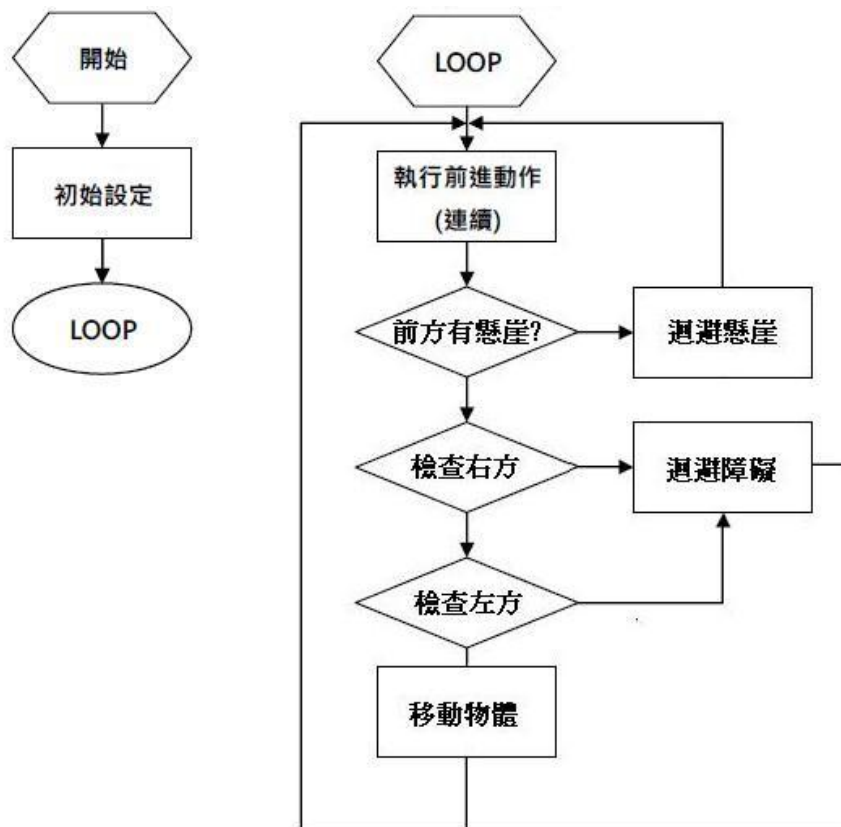 開始
初始設定
LOOP
LOOP
執行前進動作
(連續)
前方有懸崖?
迴避懸崖
檢查右方
迴避障礙
檢查左方
移動物體